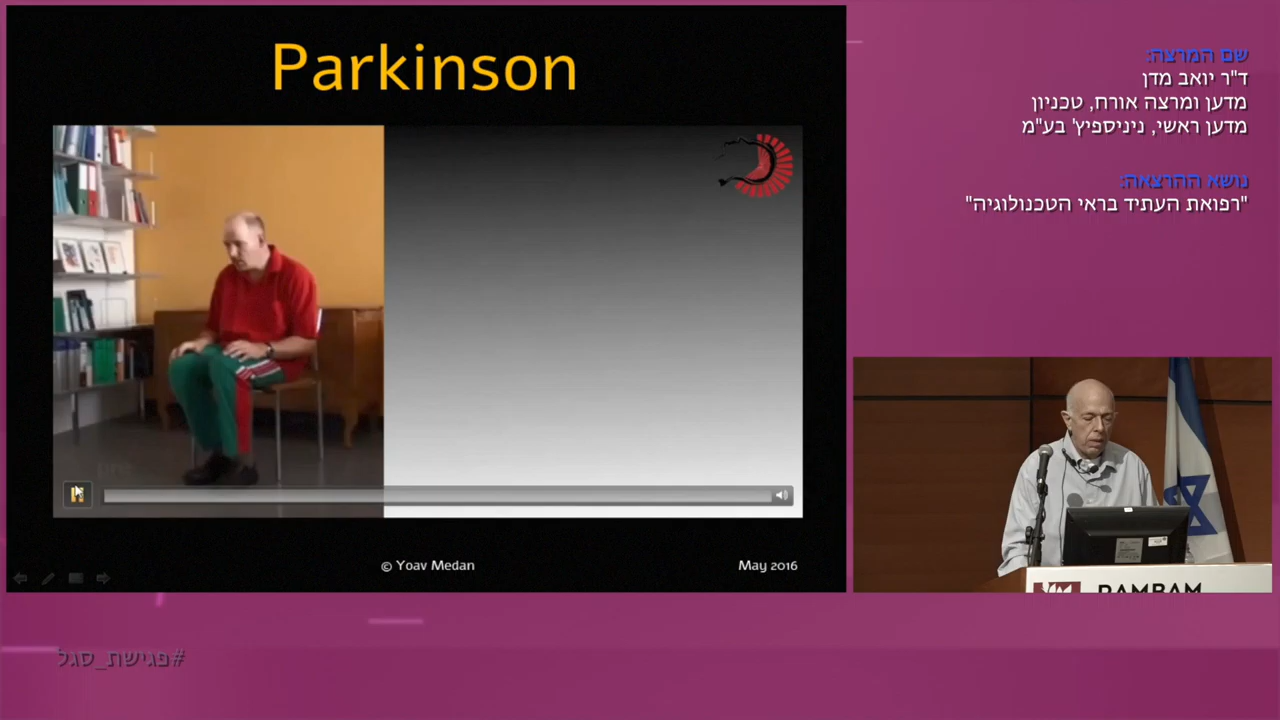 Parkinson
© Yoav Medan
May 2016
שם המרצה:
ד"ר יואב מדן
מדען ומרצה אורח, טכניון
מדען ראשי, ניניספיץ' בע"מ
נושא ההרצאה:
"רפואת העתיד בראי הטכנולוגיה"
RAMBAM
#פגישת_סגל